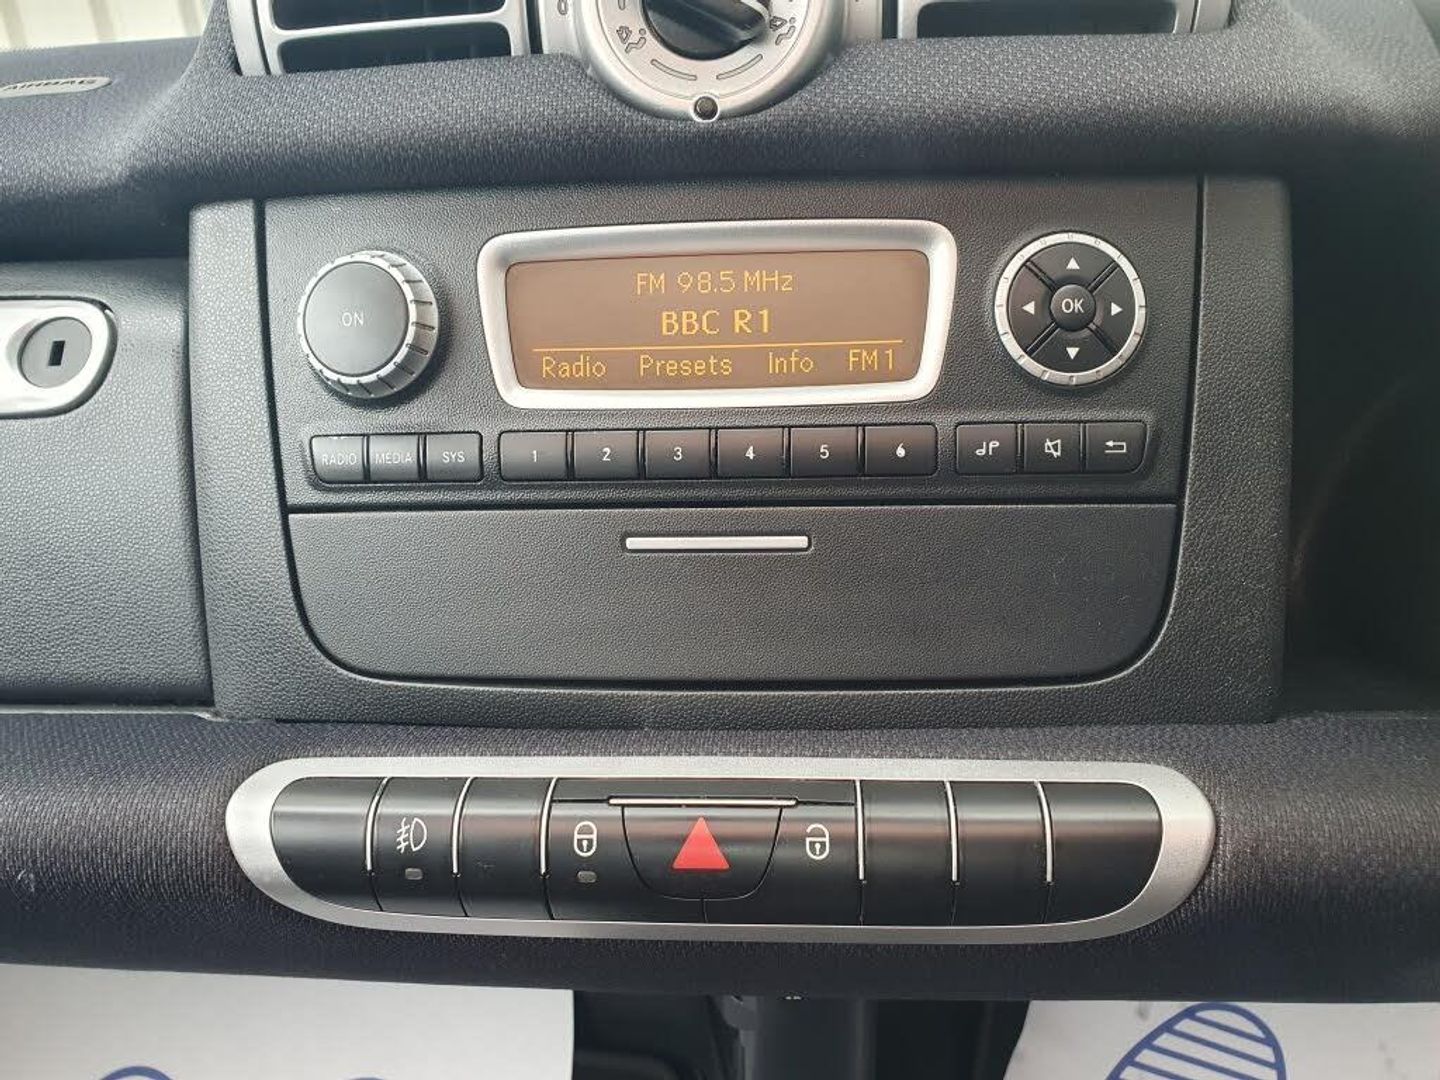 AIRBAG
FM 98.5 MHz
BBC R1
Radio Presets Info FM1
ON
OK
RADIO MEDIA SYS 1 2 3 4 5 6